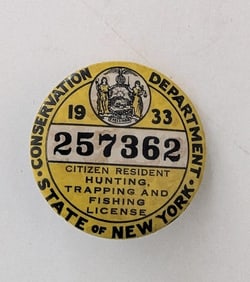 CONSERVATION DEPARTMENT
19 33
257362
CITIZEN RESIDENT
HUNTING,
TRAPPING AND
FISHING
LICENSE
STATE OF NEW YORK